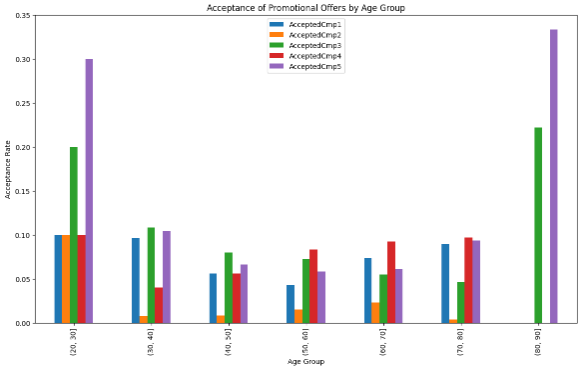 Acceptance of Promotional Offers by Age Group
AcceptedCmp1
AcceptedCmp2
AcceptedCmp3
AcceptedCmp4
AcceptedCmp5
0.35
0.30
0.25
0.20
0.15
0.10
0.05
0.00
Acceptance Rate
(20, 30]
(30, 40]
(40, 50]
(50, 60]
(60, 70]
(70, 80]
(80, 90]
Age Group